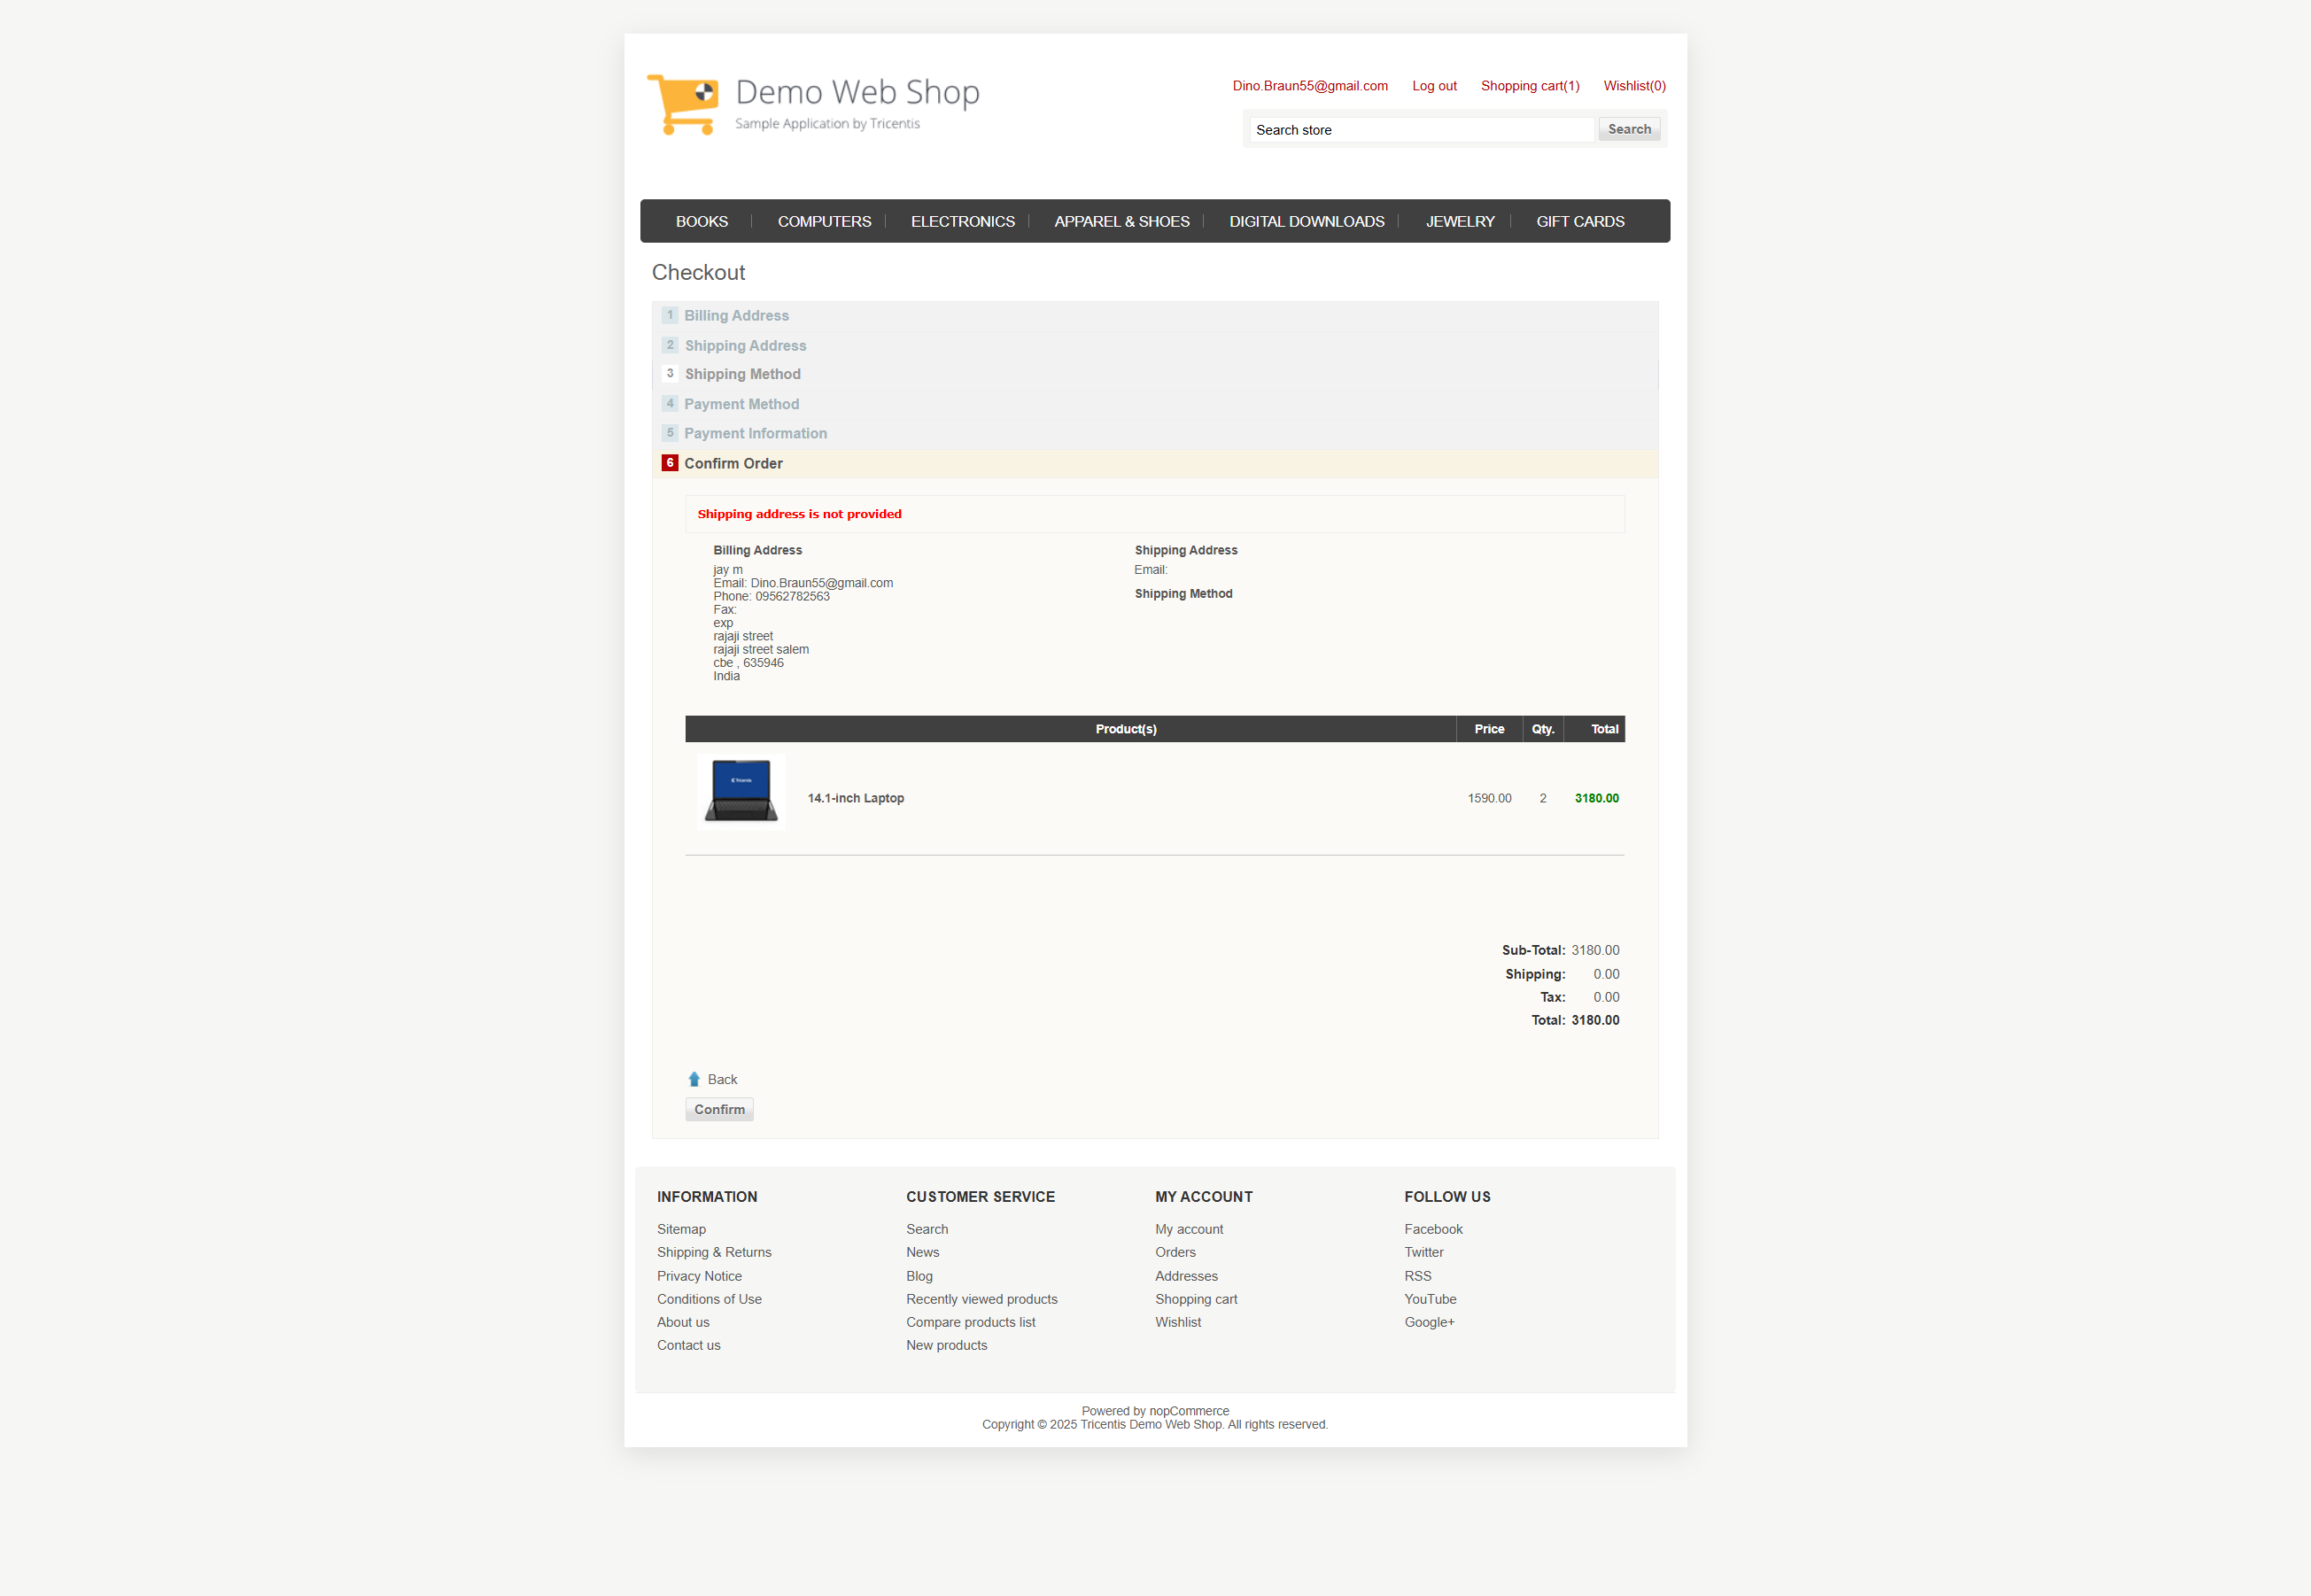 Demo Web Shop
Sample Application by Tricentis
Dino.Braun55@gmail.com Log out Shopping cart(1) Wishlist(0)
Search store Search
BOOKS COMPUTERS ELECTRONICS APPAREL & SHOES DIGITAL DOWNLOADS JEWELRY GIFT CARDS
Checkout
1 Billing Address
2 Shipping Address
3 Shipping Method
4 Payment Method
5 Payment Information
6 Confirm Order
Shipping address is not provided
Billing Address
jay m
Email: Dino.Braun55@gmail.com
Phone: 09562782563
Fax:
exp
rajaji street
rajaji street salem
cbe , 635946
India
Shipping Address
Email:
Shipping Method
Product(s) Price Qty. Total
Tricentis
14.1-inch Laptop 1590.00 2 3180.00
Sub-Total: 3180.00
Shipping: 0.00
Tax: 0.00
Total: 3180.00
Back
Confirm
INFORMATION
Sitemap
Shipping & Returns
Privacy Notice
Conditions of Use
About us
Contact us
CUSTOMER SERVICE
Search
News
Blog
Recently viewed products
Compare products list
New products
MY ACCOUNT
My account
Orders
Addresses
Shopping cart
Wishlist
FOLLOW US
Facebook
Twitter
RSS
YouTube
Google+
Powered by nopCommerce
Copyright © 2025 Tricentis Demo Web Shop. All rights reserved.